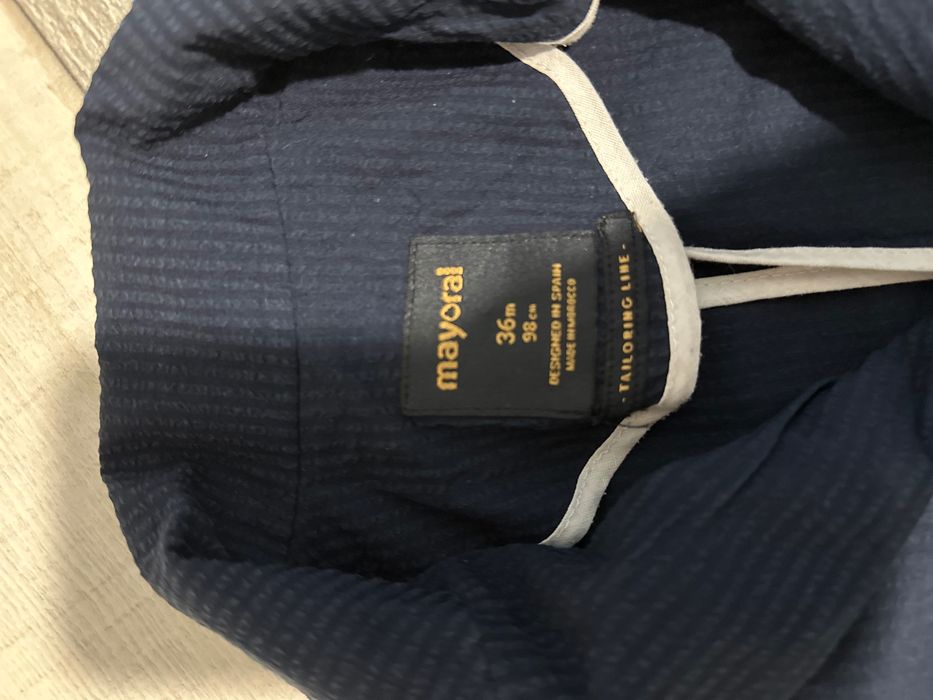 mayoral
36m
98cm
DESIGNED IN SPAIN
MADE IN MOROCCO
- TAILORING LINE -